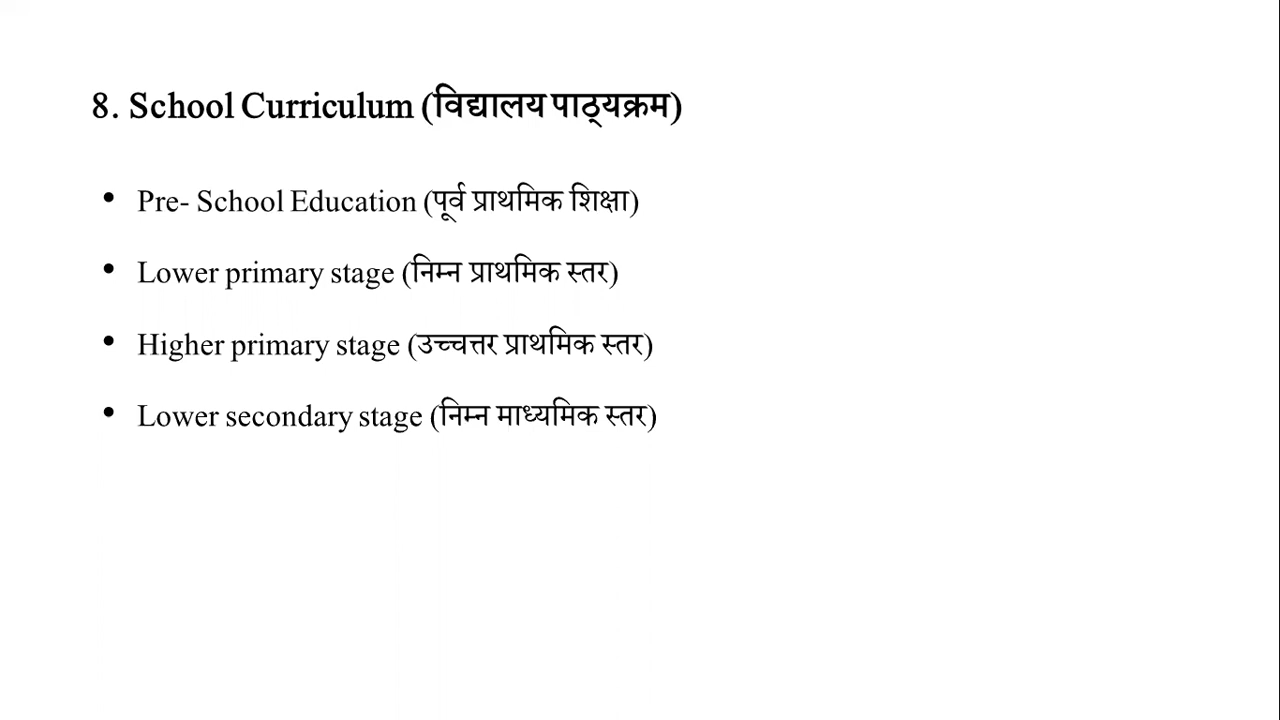 8. School Curriculum (विद्यालय पाठ्यक्रम)
• Pre- School Education (पूर्व प्राथमिक शिक्षा)
• Lower primary stage (निम्न प्राथमिक स्तर)
• Higher primary stage (उच्चत्तर प्राथमिक स्तर)
• Lower secondary stage (निम्न माध्यमिक स्तर)